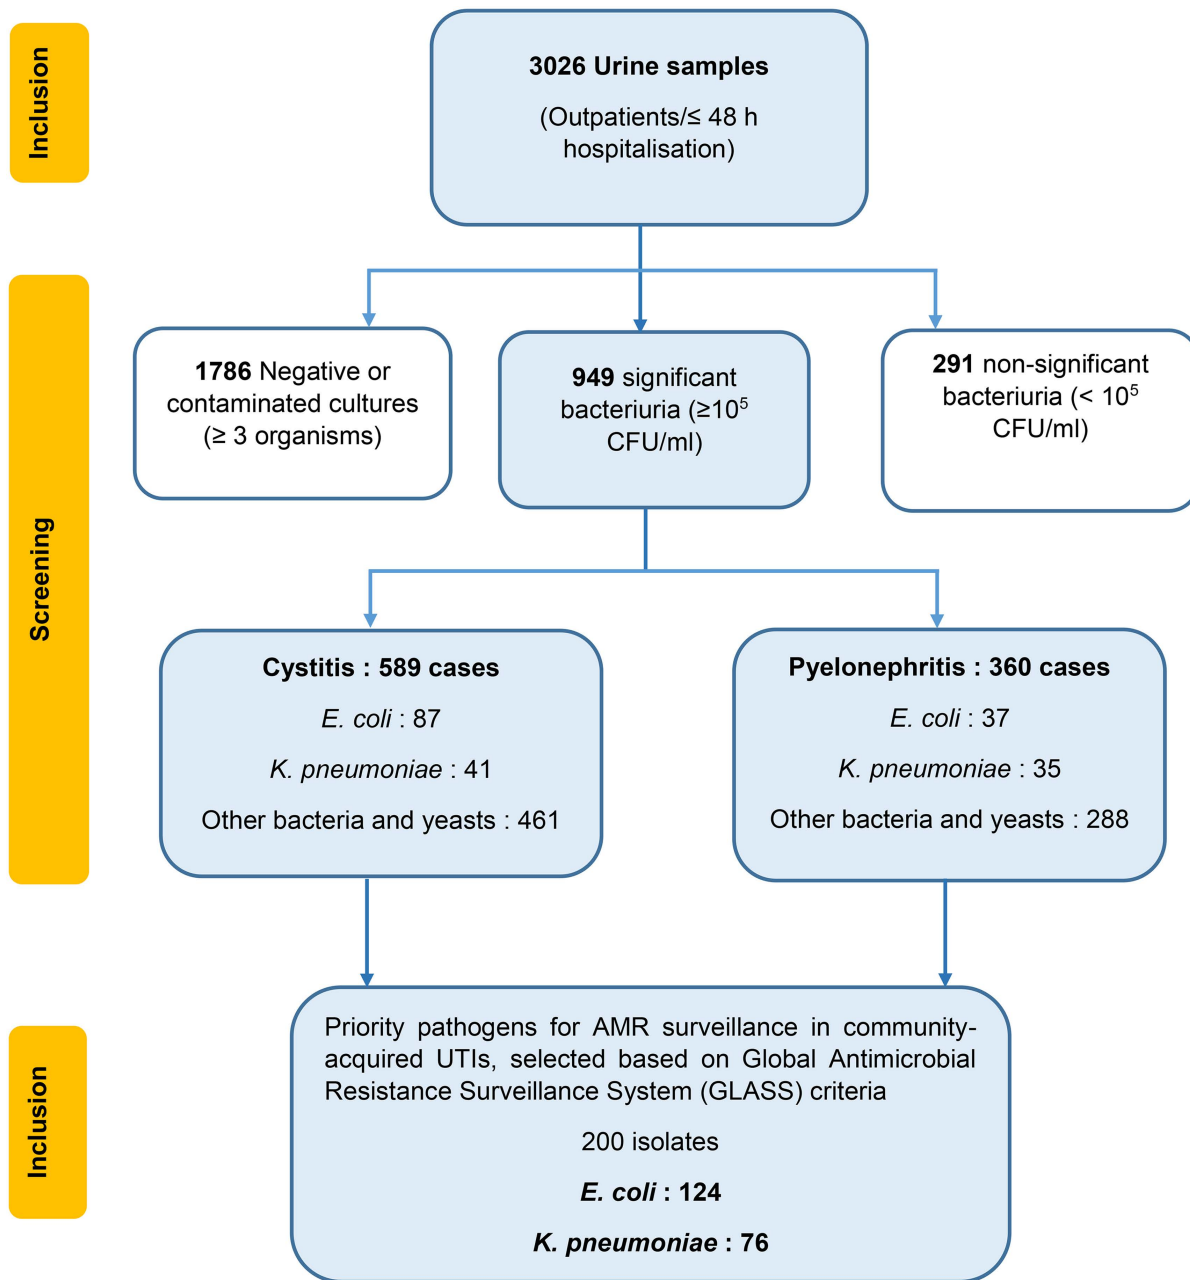 Inclusion
3026 Urine samples
(Outpatients/≤ 48 h
hospitalisation)
Screening
1786 Negative or
contaminated cultures
(≥ 3 organisms)
949 significant
bacteriuria (≥10⁵
CFU/ml)
291 non-significant
bacteriuria (< 10⁵
CFU/ml)
Cystitis : 589 cases
E. coli : 87
K. pneumoniae : 41
Other bacteria and yeasts : 461
Pyelonephritis : 360 cases
E. coli : 37
K. pneumoniae : 35
Other bacteria and yeasts : 288
Inclusion
Priority pathogens for AMR surveillance in community-
acquired UTIs, selected based on Global Antimicrobial
Resistance Surveillance System (GLASS) criteria
200 isolates
E. coli : 124
K. pneumoniae : 76